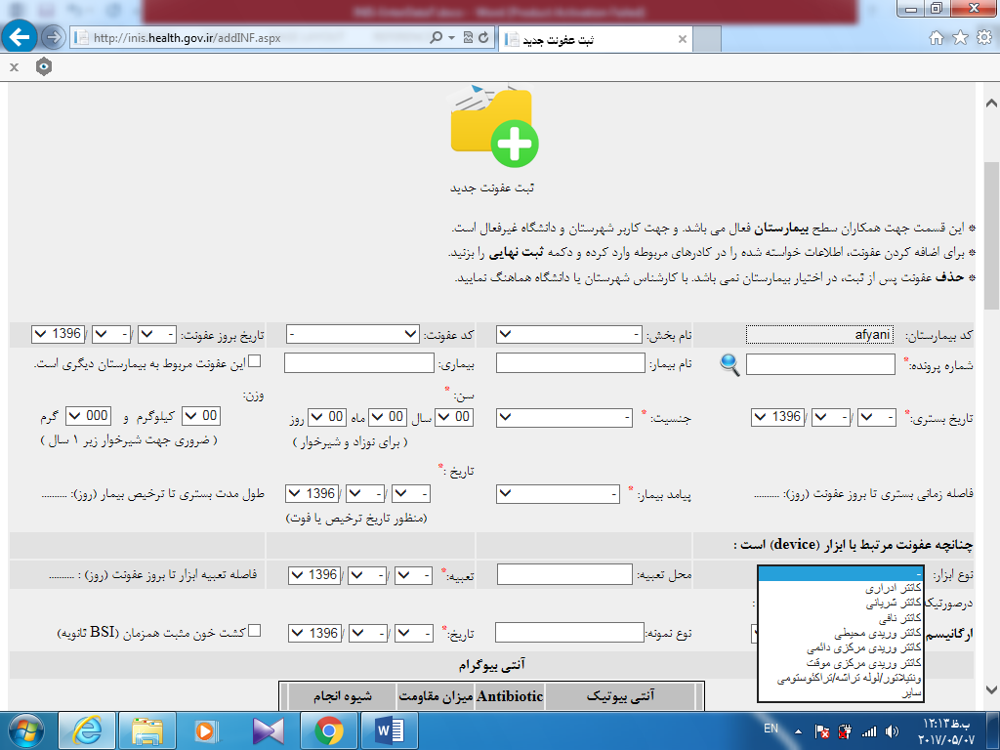 INIS-EnterDataT.docx - Word (Product Activation Failed)
http://inis.health.gov.ir/addINF.aspx
ثبت عفونت جدید
ثبت عفونت جدید
* این قسمت جهت همکاران سطح بیمارستان فعال می باشد. و جهت کاربر شهرستان و دانشگاه غیرفعال است.
* برای اضافه کردن عفونت، اطلاعات خواسته شده را در کادرهای مربوطه وارد کرده و دکمه ثبت نهایی را بزنید.
* حذف عفونت پس از ثبت، در اختیار بیمارستان نمی باشد. با کارشناس شهرستان یا دانشگاه هماهنگ نمایید.
کد بیمارستان: afyani نام بخش: - کد عفونت: - تاریخ بروز عفونت: - / - / 1396
شماره پرونده:* نام بیمار: بیماری: این عفونت مربوط به بیمارستان دیگری است.
سن: * وزن:
تاریخ بستری:* - / - / 1396 جنسیت: * - 00 سال 00 ماه 00 روز 00 کیلوگرم و 000 گرم
( برای نوزاد و شیرخوار ) ( ضروری جهت شیرخوار زیر ۱ سال )
تاریخ :*
فاصله زمانی بستری تا بروز عفونت (روز): .......... پیامد بیمار: * - - / - / 1396 طول مدت بستری تا ترخیص بیمار (روز): ..........
(منظور تاریخ ترخیص یا فوت)
چنانچه عفونت مرتبط با ابزار (device) است :
نوع ابزار: - محل تعبیه: تعبیه:* - / - / 1396 فاصله تعبیه ابزار تا بروز عفونت (روز) : ..........
کاتتر ادراری
درصورتیکه کاتتر شریانی :
کاتتر نافی
ارگانیسم کاتتر وریدی محیطی نوع نمونه: تاریخ:* - / - / 1396 کشت خون مثبت همزمان (BSI ثانویه)
کاتتر وریدی مرکزی دائمی
کاتتر وریدی مرکزی موقت
ونتیلاتور/لوله تراشه/تراکئوستومی
سایر
آنتی بیوگرام
آنتی بیوتیک Antibiotic میزان مقاومت شیوه انجام
EN
ب.ظ ۱۲:۱۳
۲۰۱۷/۰۵/۰۷